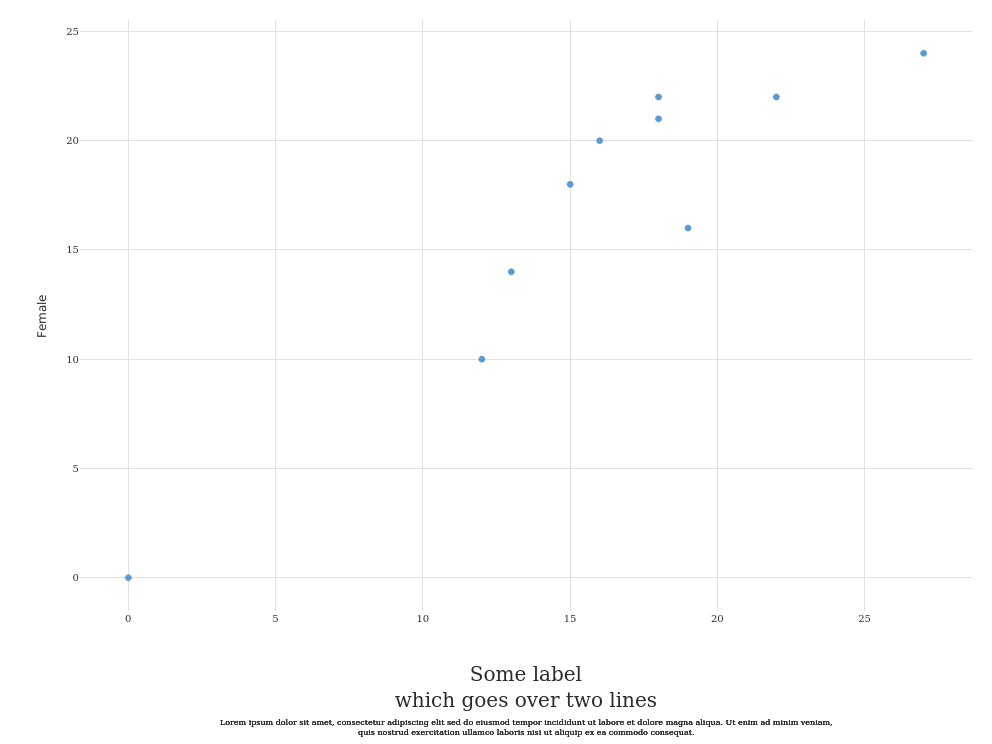 25
20
15
10
5
0
Female
0 5 10 15 20 25
Some label
which goes over two lines
Lorem ipsum dolor sit amet, consectetur adipiscing elit sed do eiusmod tempor incididunt ut labore et dolore magna aliqua. Ut enim ad minim veniam,
quis nostrud exercitation ullamco laboris nisi ut aliquip ex ea commodo consequat.